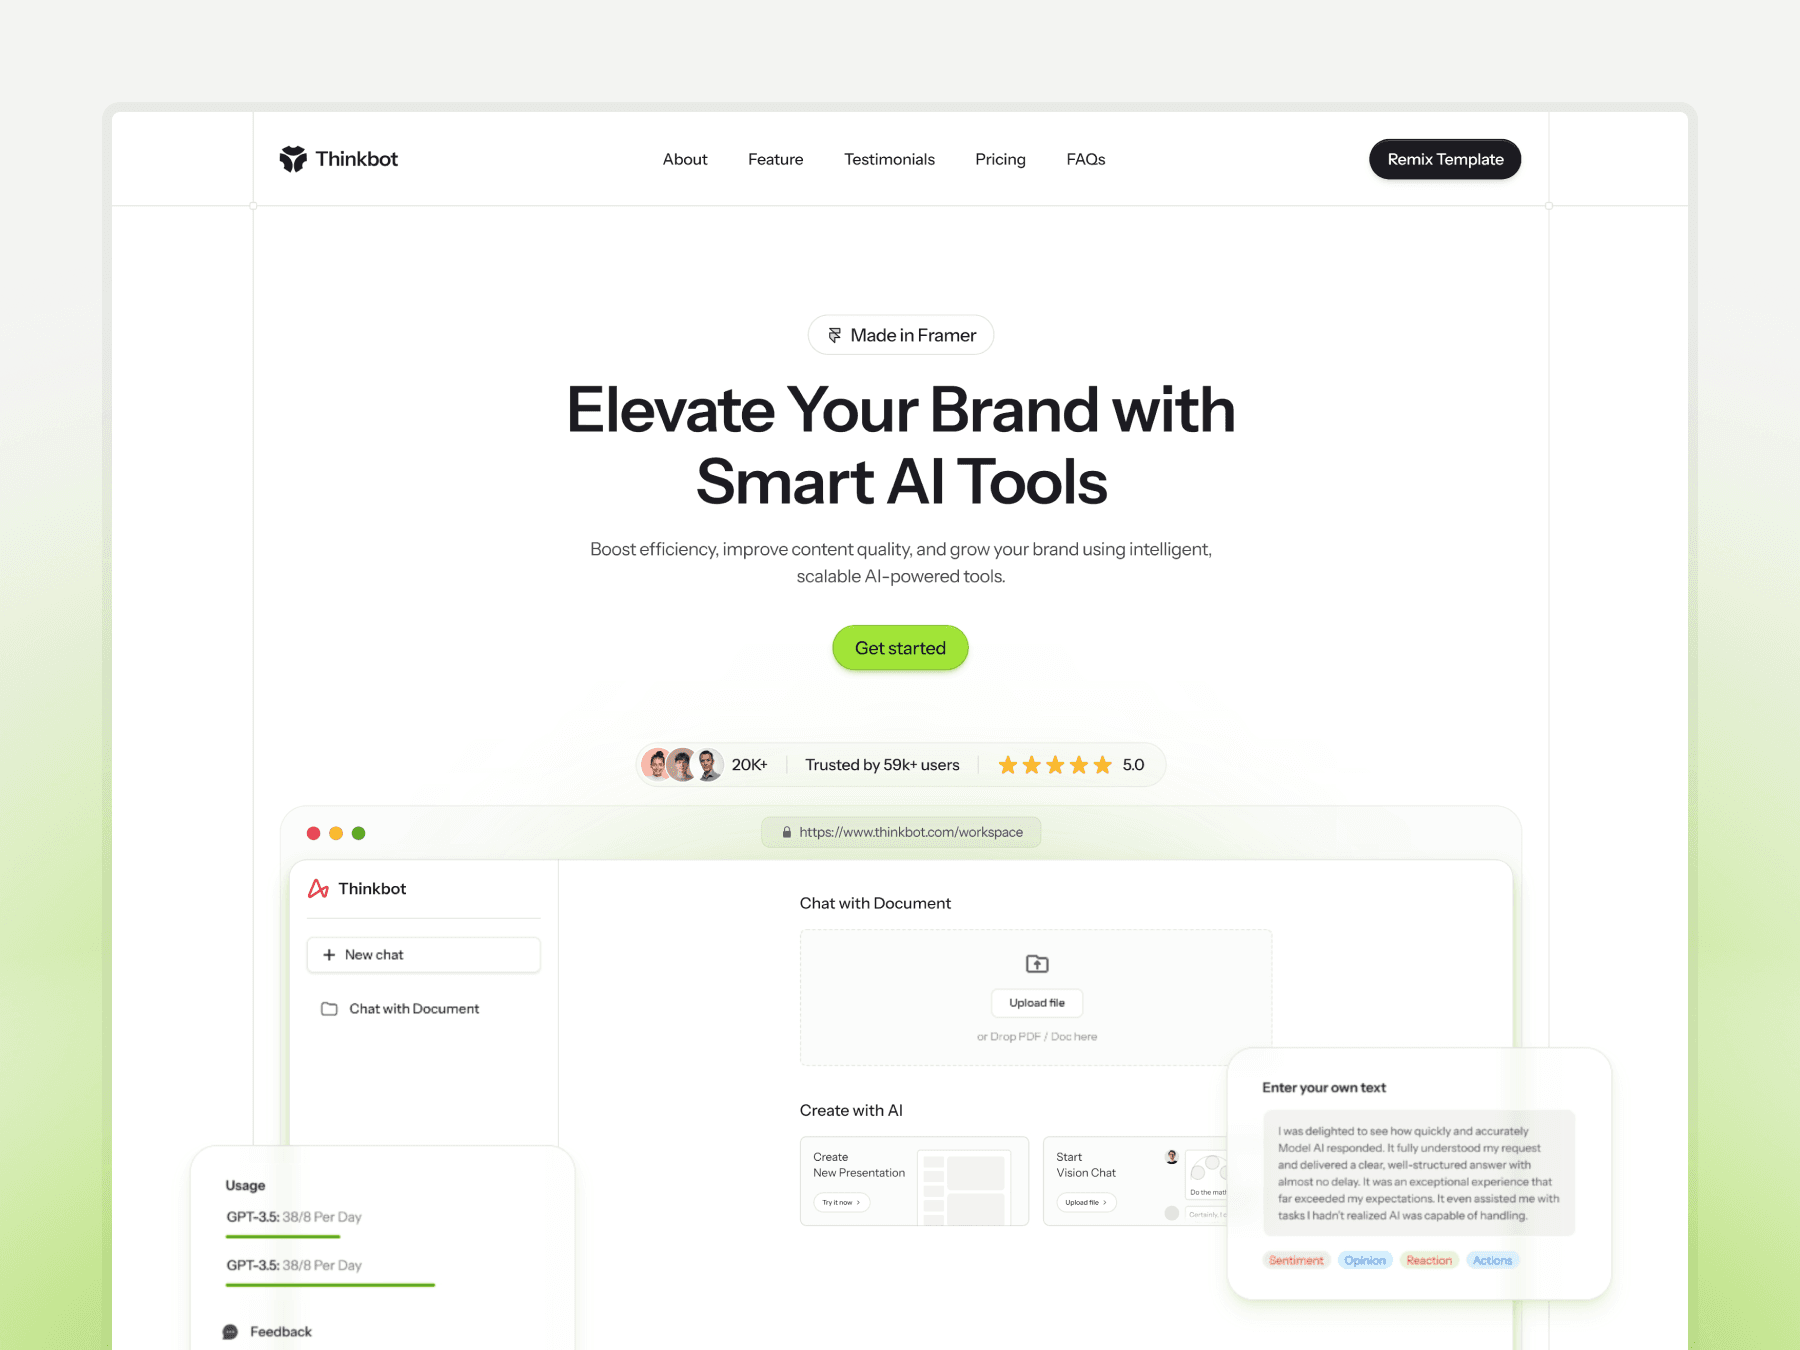 Thinkbot
About
Feature
Testimonials
Pricing
FAQs
Remix Template
Made in Framer
Elevate Your Brand with
Smart AI Tools
Boost efficiency, improve content quality, and grow your brand using intelligent,
scalable AI-powered tools.
Get started
20K+
Trusted by 59k+ users
5.0
https://www.thinkbot.com/workspace
Thinkbot
New chat
Chat with Document
Chat with Document
Upload file
or Drop PDF / Doc here
Create with AI
Create
New Presentation
Try it now >
Start
Vision Chat
Upload file >
Do the mat
Certainly, I c
Enter your own text
I was delighted to see how quickly and accurately
Model AI responded. It fully understood my request
and delivered a clear, well-structured answer with
almost no delay. It was an exceptional experience that
far exceeded my expectations. It even assisted me with
tasks I hadn't realized AI was capable of handling.
Sentiment
Opinion
Reaction
Actions
Usage
GPT-3.5: 38/8 Per Day
GPT-3.5: 38/8 Per Day
Feedback